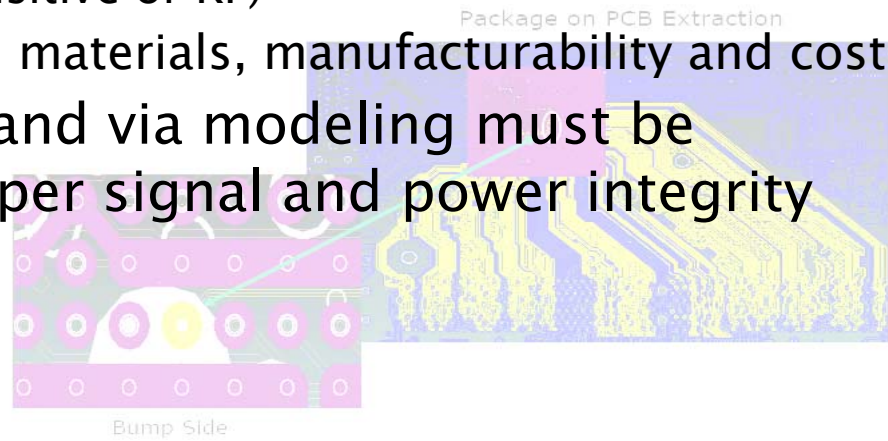 Package on PCB Extraction
materials, manufacturability and cost
and via modeling must be
per signal and power integrity
Bump Side